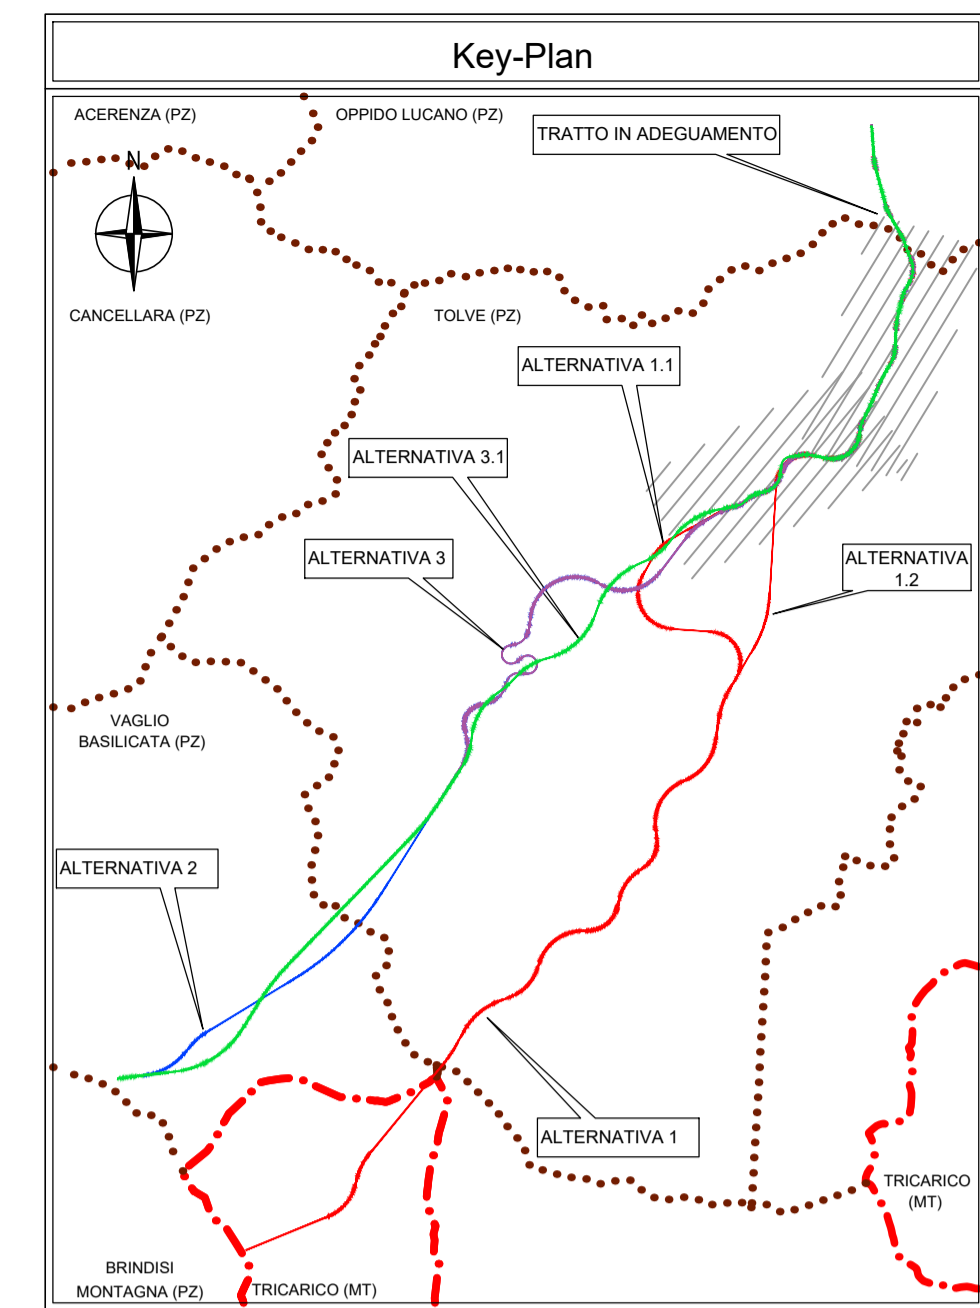 Key-Plan
ACERENZA (PZ)
OPPIDO LUCANO (PZ)
TRATTO IN ADEGUAMENTO
N
CANCELLARA (PZ)
TOLVE (PZ)
ALTERNATIVA 1.1
ALTERNATIVA 3.1
ALTERNATIVA 3
ALTERNATIVA
1.2
VAGLIO
BASILICATA (PZ)
ALTERNATIVA 2
ALTERNATIVA 1
TRICARICO
(MT)
BRINDISI
MONTAGNA (PZ)
TRICARICO (MT)